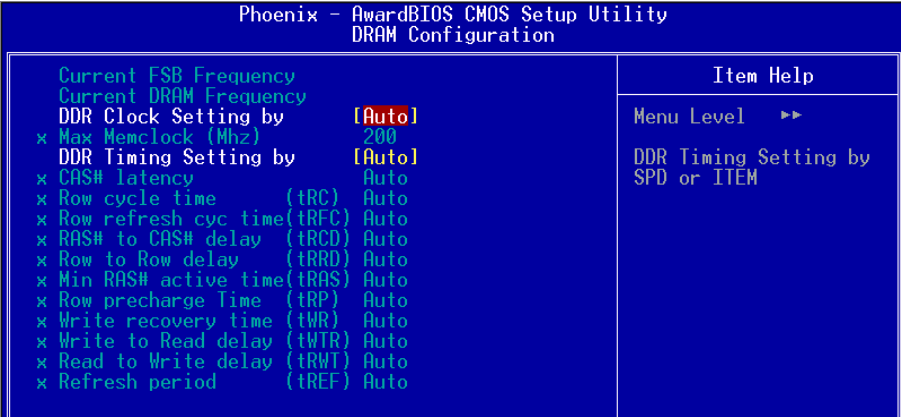 Phoenix - AwardBIOS CMOS Setup Utility
DRAM Configuration
Current FSB Frequency
Current DRAM Frequency
DDR Clock Setting by [Auto]
x Max Memclock (Mhz) 200
DDR Timing Setting by [Auto]
x CAS# latency Auto
x Row cycle time (tRC) Auto
x Row refresh cyc time(tRFC) Auto
x RAS# to CAS# delay (tRCD) Auto
x Row to Row delay (tRRD) Auto
x Min RAS# active time(tRAS) Auto
x Row precharge Time (tRP) Auto
x Write recovery time (tWR) Auto
x Write to Read delay (tWTR) Auto
x Read to Write delay (tRWT) Auto
x Refresh period (tREF) Auto
Item Help
Menu Level ►►
DDR Timing Setting by
SPD or ITEM